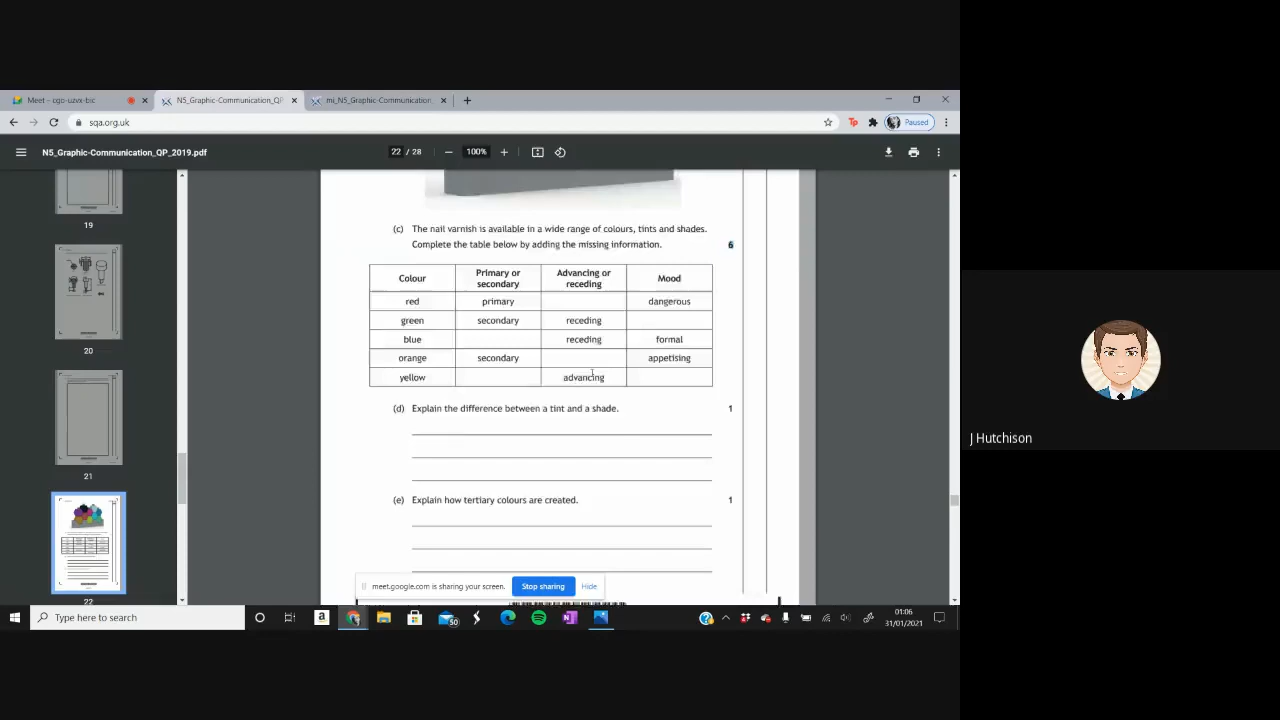 Meet – cgo-uzvx-bic
N5_Graphic-Communication_QP
mi_N5_Graphic-Communication_
sqa.org.uk
Paused
N5_Graphic-Communication_QP_2019.pdf
22 / 28
100%
19
20
21
22
(c) The nail varnish is available in a wide range of colours, tints and shades.
Complete the table below by adding the missing information. 6
Colour Primary or secondary Advancing or receding Mood
red primary dangerous
green secondary receding
blue receding formal
orange secondary appetising
yellow advancing
(d) Explain the difference between a tint and a shade. 1
(e) Explain how tertiary colours are created. 1
meet.google.com is sharing your screen. Stop sharing Hide
Type here to search
50
01:06
31/01/2021
J Hutchison